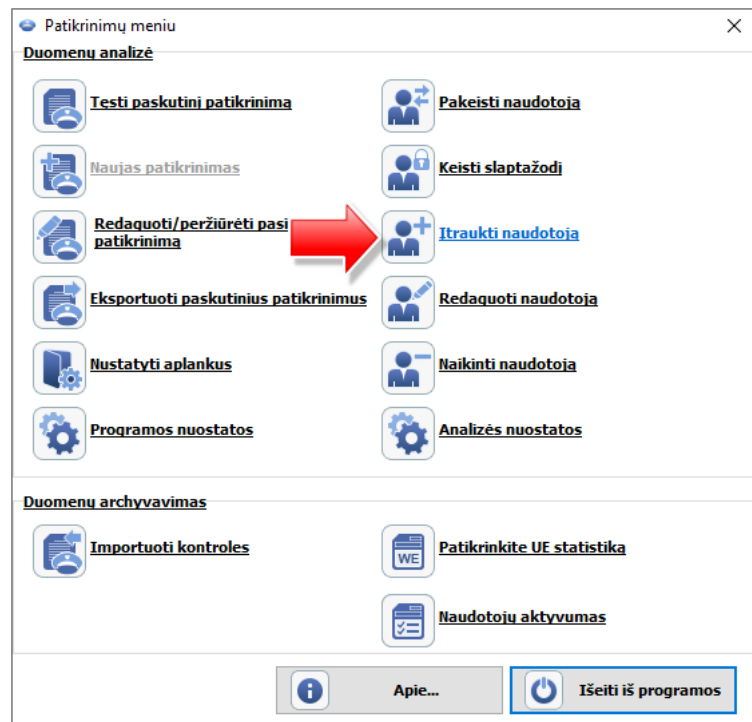 Patikrinimų meniu
Duomenų analizė
Tęsti paskutinį patikrinimą
Pakeisti naudotoją
Naujas patikrinimas
Keisti slaptažodį
Redaguoti/peržiūrėti pasi
patikrinimą
Įtraukti naudotoją
Eksportuoti paskutinius patikrinimus
Redaguoti naudotoją
Nustatyti aplankus
Naikinti naudotoją
Programos nuostatos
Analizės nuostatos
Duomenų archyvavimas
Importuoti kontroles
WE
Patikrinkite UE statistiką
Naudotojų aktyvumas
Apie...
Išeiti iš programos